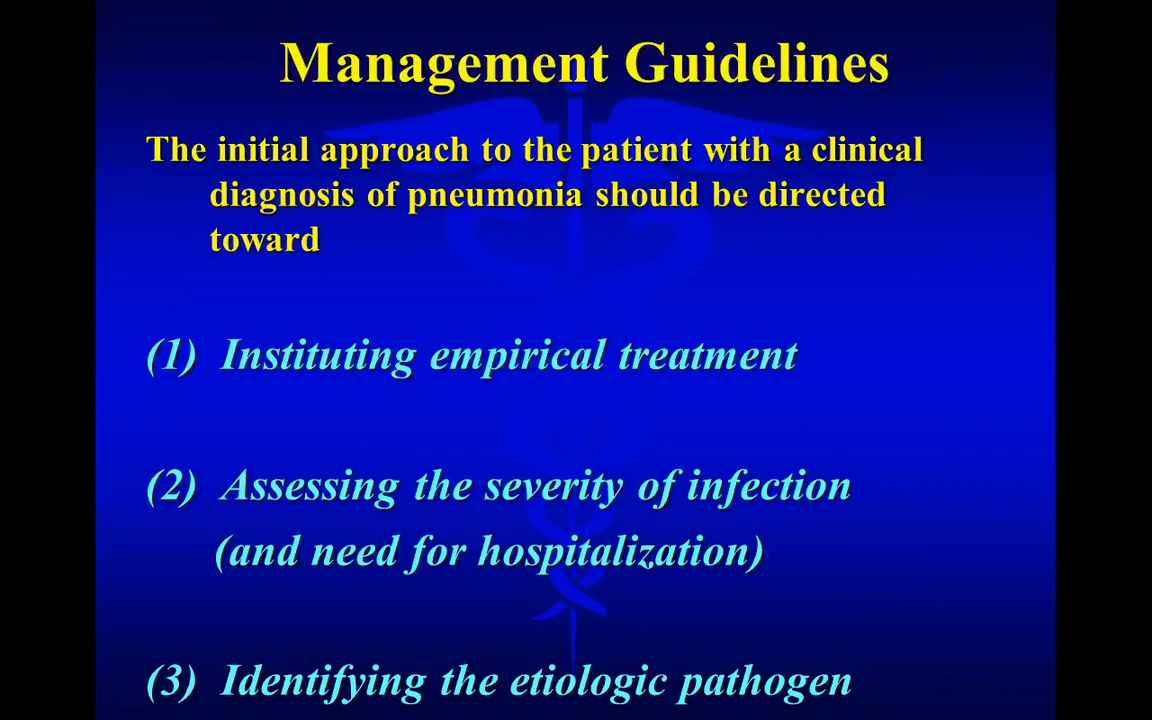 Management Guidelines
The initial approach to the patient with a clinical
diagnosis of pneumonia should be directed
toward
(1) Instituting empirical treatment
(2) Assessing the severity of infection
(and need for hospitalization)
(3) Identifying the etiologic pathogen